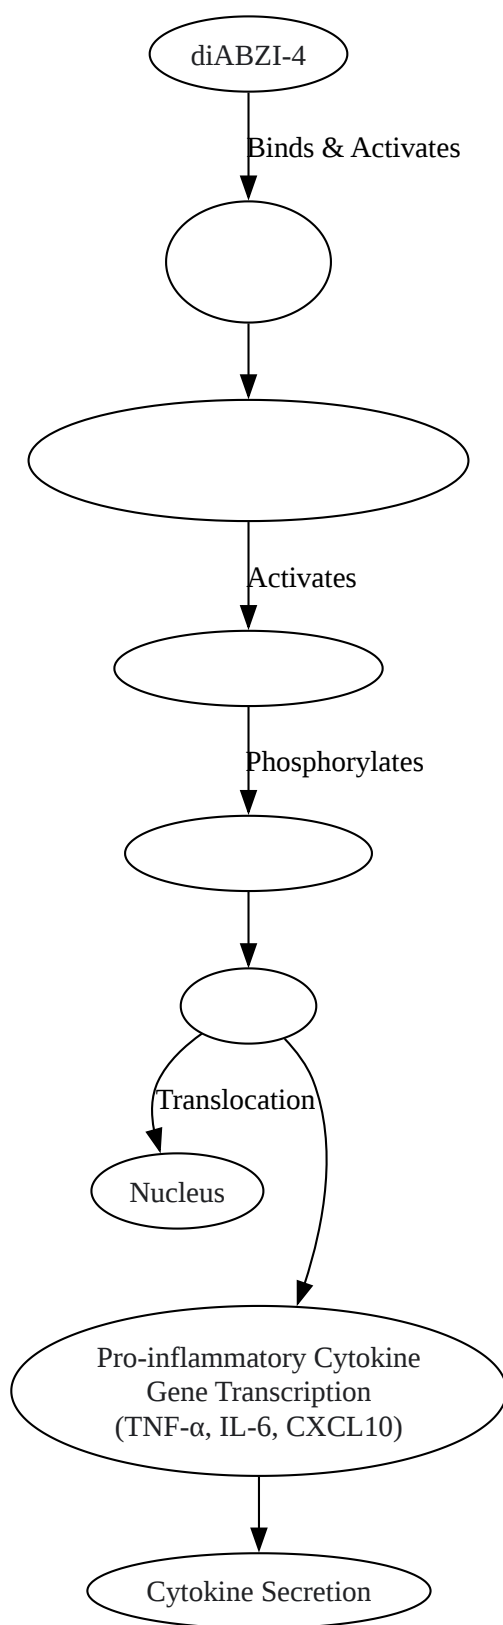 diABZI-4
Binds & Activates
Activates
Phosphorylates
Translocation
Nucleus
Pro-inflammatory Cytokine
Gene Transcription
(TNF-α, IL-6, CXCL10)
Cytokine Secretion